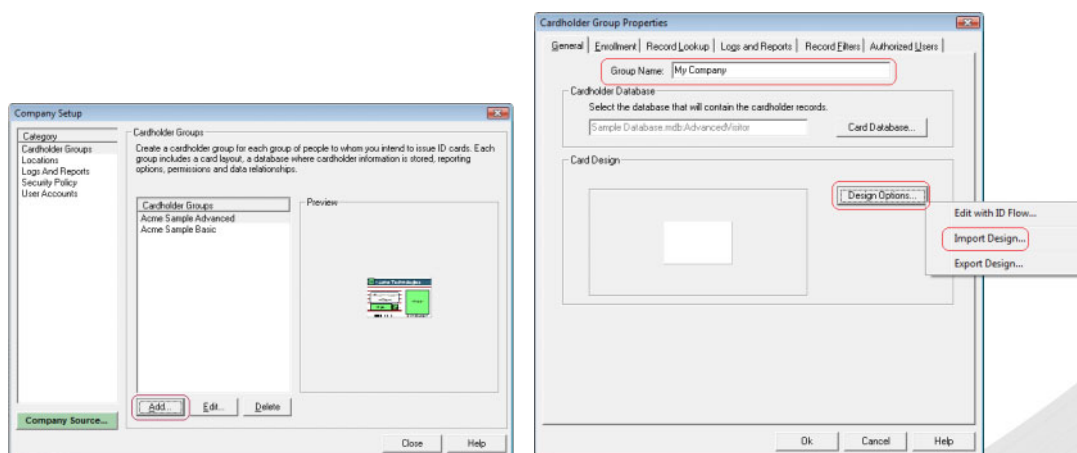 Company Setup
Category
Cardholder Groups
Locations
Logs And Reports
Security Policy
User Accounts
Company Source...
Cardholder Groups
Create a cardholder group for each group of people to whom you intend to issue ID cards. Each
group includes a card layout, a database where cardholder information is stored, reporting
options, permissions and data relationships.
Cardholder Groups
Acme Sample Advanced
Acme Sample Basic
Preview
Add...
Edit...
Delete
Close
Help
Cardholder Group Properties
General
Enrollment
Record Lookup
Logs and Reports
Record Filters
Authorized Users
Group Name:
My Company
Cardholder Database
Select the database that will contain the cardholder records.
Sample Database.mdb:AdvancedVisitor
Card Database...
Card Design
Design Options...
Edit with ID Flow...
Import Design...
Export Design...
Ok
Cancel
Help